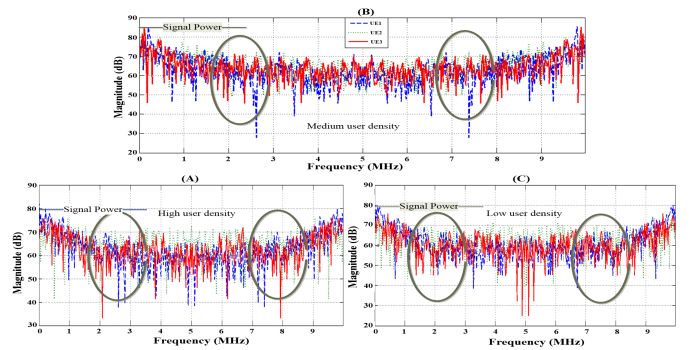 (B)
Signal Power
UE1
UE2
UE3
90
80
70
60
50
40
30
20
Magnitude (dB)
Medium user density
0 1 2 3 4 5 6 7 8 9
Frequency (MHz)
(A)
Signal Power
High user density
90
80
70
60
50
40
30
Magnitude (dB)
0 1 2 3 4 5 6 7 8 9
Frequency (MHz)
(C)
Signal Power
Low user density
90
80
70
60
50
40
30
20
Magnitude (dB)
0 1 2 3 4 5 6 7 8 9
Frequency (MHz)